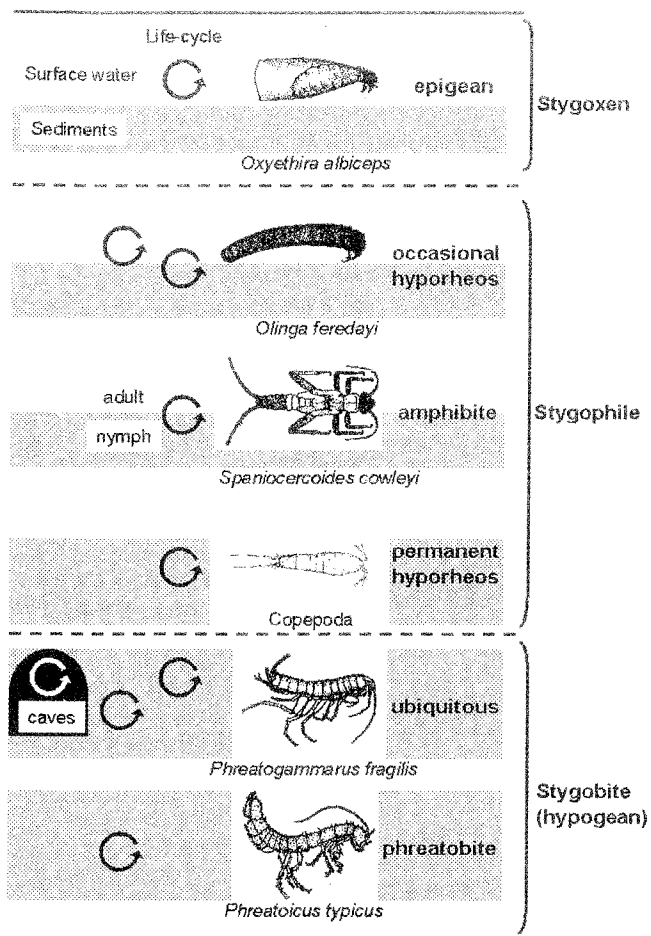 Life-cycle
Surface water
epigean
Stygoxen
Sediments
Oxyethira albiceps
occasional
hyporheos
Olinga feredayi
adult
nymph
amphibite
Stygophile
Spaniocercoides cowleyi
permanent
hyporheos
Copepoda
caves
ubiquitous
Phreatogammarus fragilis
Stygobite
(hypogean)
phreatobite
Phreatoicus typicus